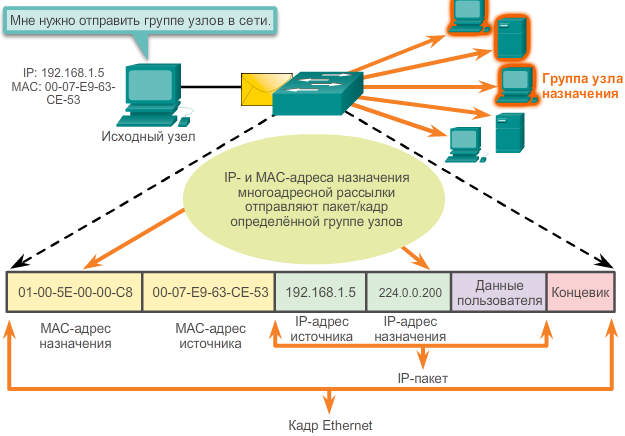 Мне нужно отправить группе узлов в сети.
IP: 192.168.1.5
MAC: 00-07-E9-63-
CE-53
Исходный узел
Группа узла
назначения
IP- и MAC-адреса назначения
многоадресной рассылки
отправляют пакет/кадр
определённой группе узлов
01-00-5E-00-00-C8
00-07-E9-63-CE-53
192.168.1.5
224.0.0.200
Данные
пользователя
Концевик
MAC-адрес
назначения
MAC-адрес
источника
IP-адрес
источника
IP-адрес
назначения
IP-пакет
Кадр Ethernet